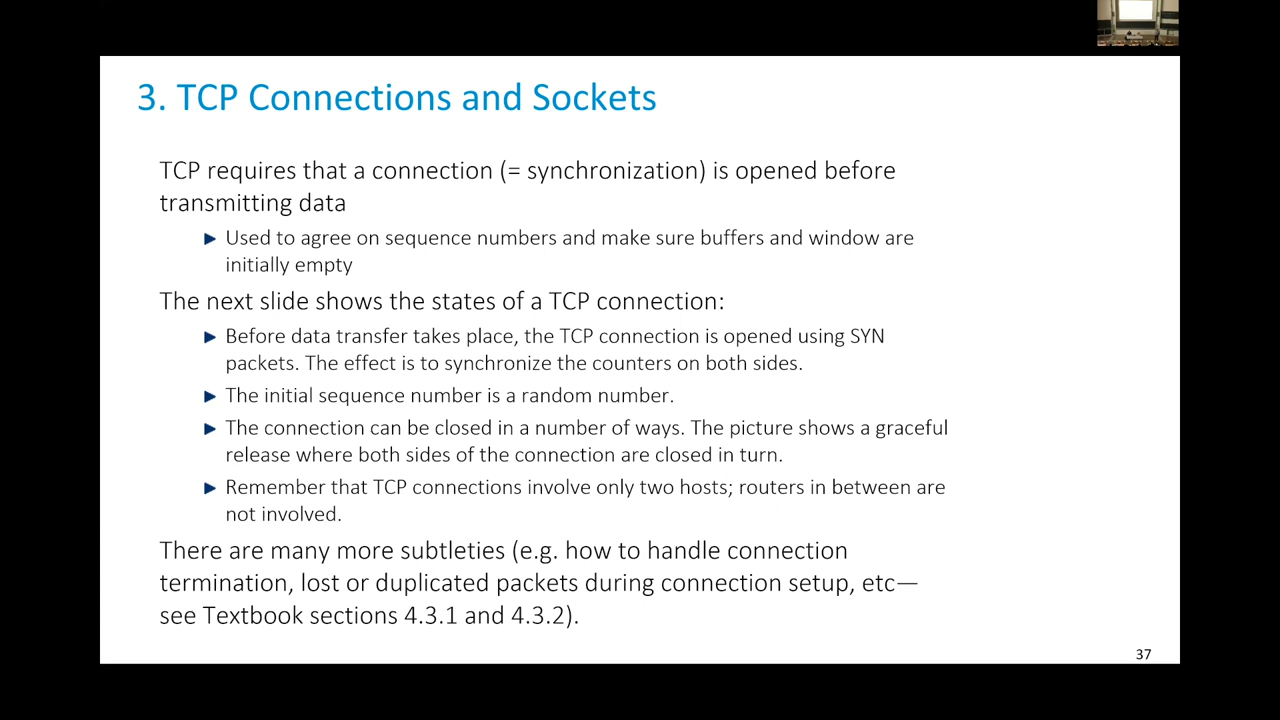 3. TCP Connections and Sockets
TCP requires that a connection (= synchronization) is opened before
transmitting data
Used to agree on sequence numbers and make sure buffers and window are
initially empty
The next slide shows the states of a TCP connection:
Before data transfer takes place, the TCP connection is opened using SYN
packets. The effect is to synchronize the counters on both sides.
The initial sequence number is a random number.
The connection can be closed in a number of ways. The picture shows a graceful
release where both sides of the connection are closed in turn.
Remember that TCP connections involve only two hosts; routers in between are
not involved.
There are many more subtleties (e.g. how to handle connection
termination, lost or duplicated packets during connection setup, etc—
see Textbook sections 4.3.1 and 4.3.2).
37